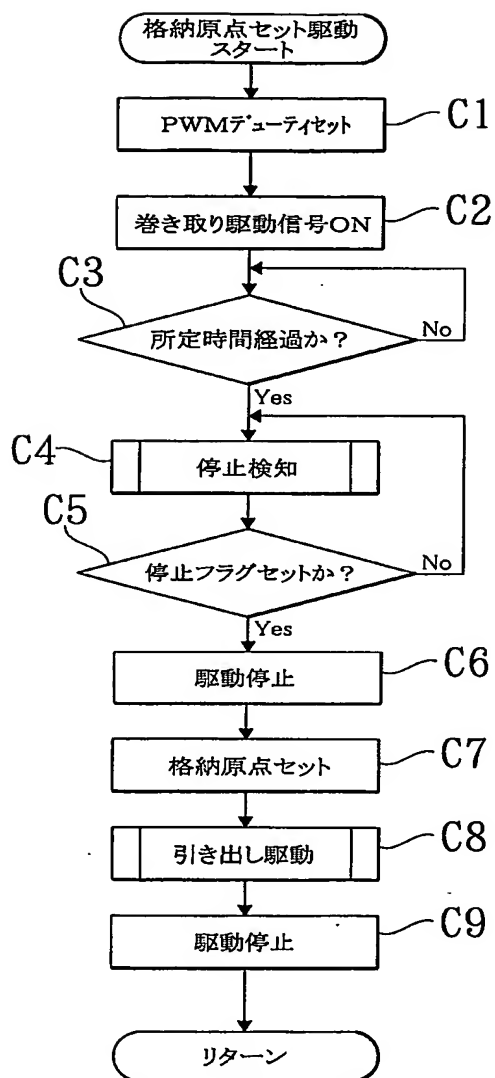 格納原点セット駆動
スタート
PWMデューティセット
C1
巻き取り駆動信号ON
C2
C3
所定時間経過か?
No
Yes
C4
停止検知
C5
停止フラグセットか?
No
Yes
駆動停止
C6
格納原点セット
C7
引き出し駆動
C8
駆動停止
C9
リターン